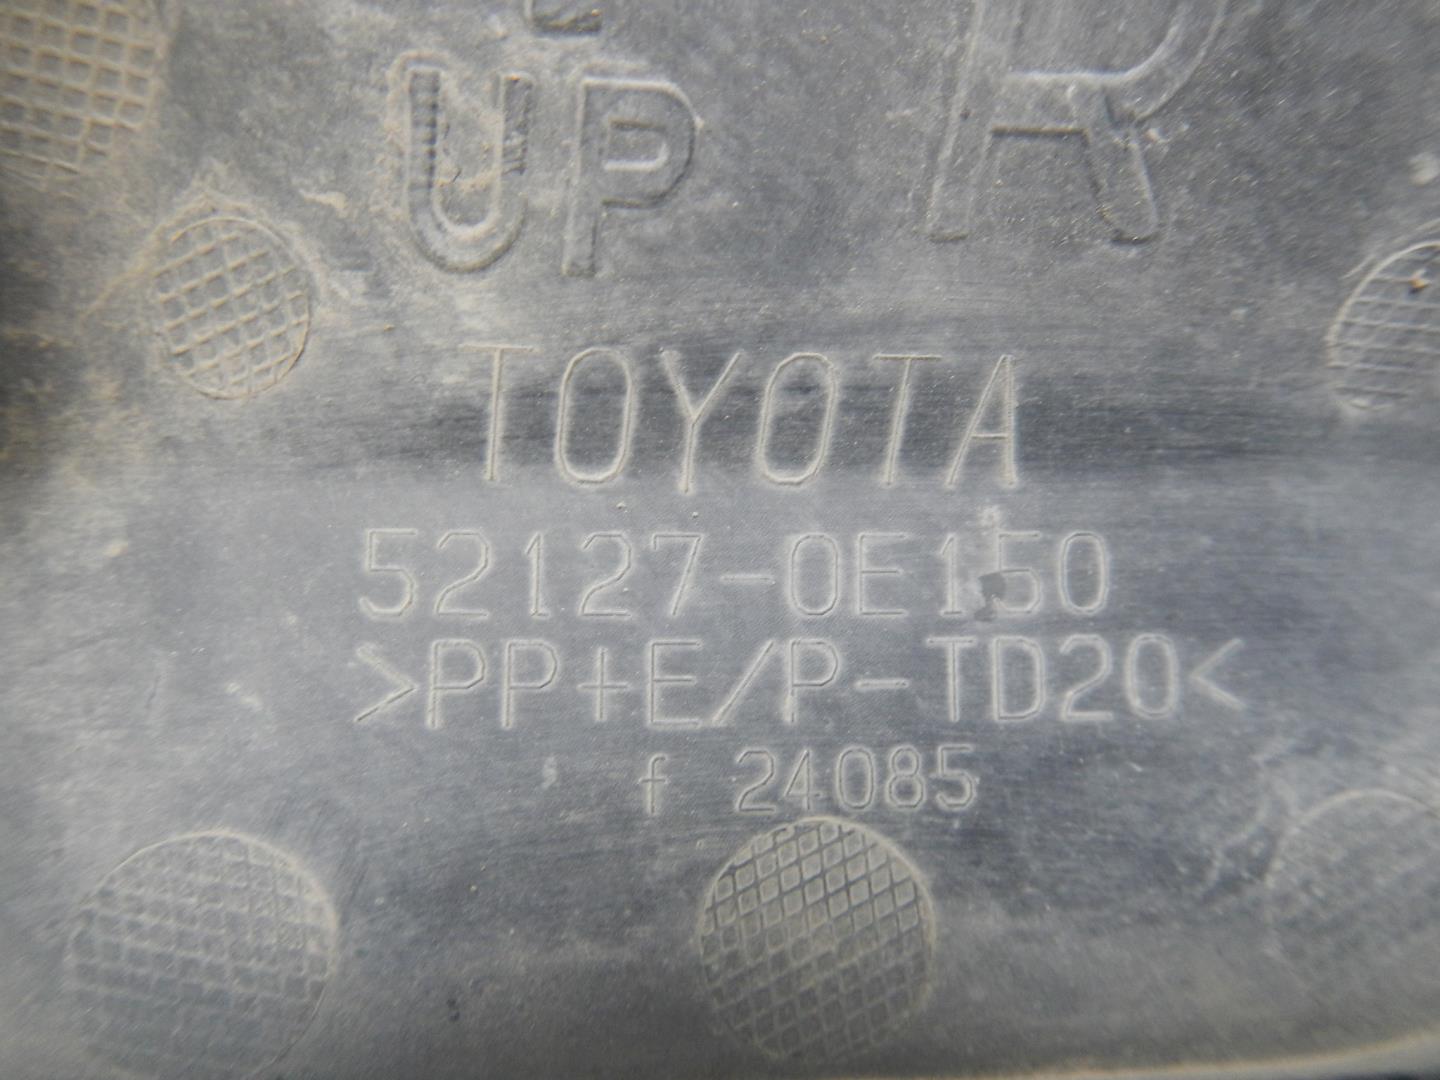 UP R
TOYOTA
52127-0E150
>PP+E/P-TD20<
f 24085